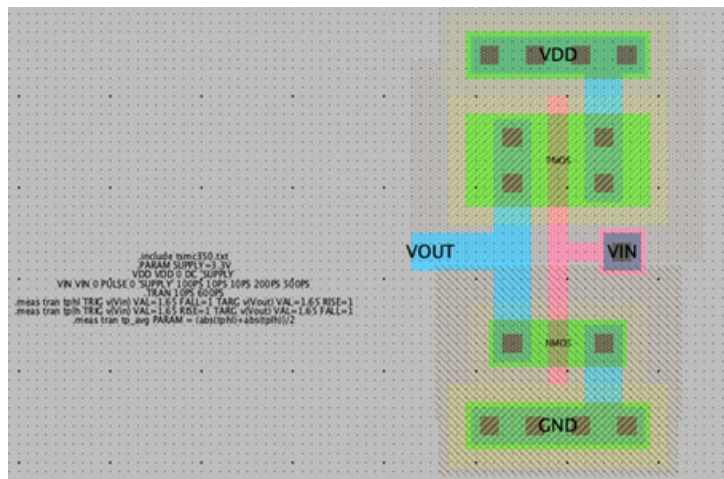 VDD
PMOS
VOUT
VIN
.include tsmc350.txt
.PARAM SUPPLY=3.3V
VDD VDD 0 DC 'SUPPLY'
VIN VIN 0 PULSE 0 'SUPPLY' 100PS 10PS 10PS 200PS 500PS
.TRAN 10PS 600PS
.meas tran tphl TRIG v(Vin) VAL=1.65 FALL=1 TARG v(Vout) VAL=1.65 RISE=1
.meas tran tplh TRIG v(Vin) VAL=1.65 RISE=1 TARG v(Vout) VAL=1.65 FALL=1
.meas tran tp_avg PARAM = (abs(tphl)+abs(tplh))/2
NMOS
GND